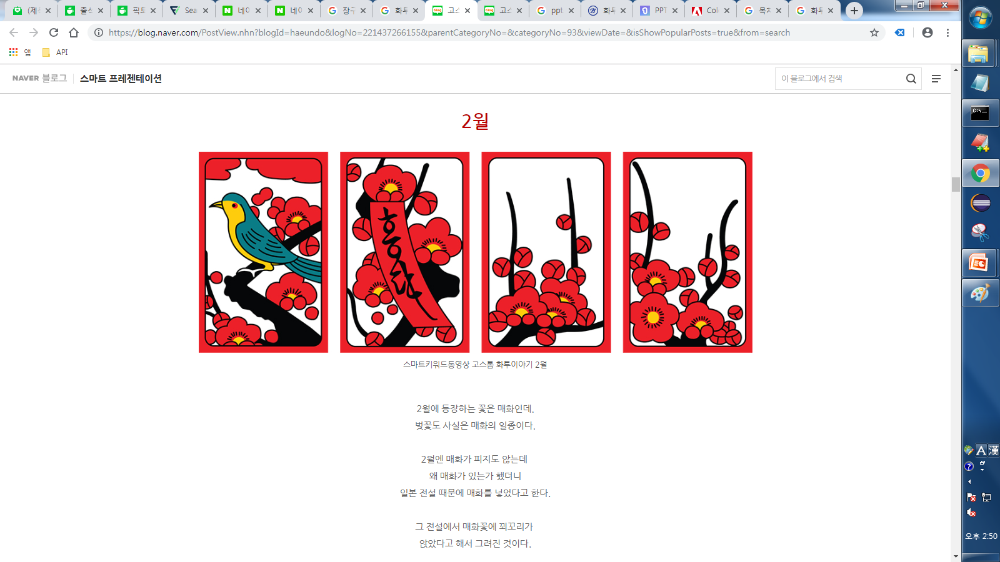 (제
출석
픽토
Sea
네이
네이
장구
화투
고스
고스
ppt
화투
PPT
Col
목지
화투
https://blog.naver.com/PostView.nhn?blogId=haeundo&logNo=221437266155&parentCategoryNo=&categoryNo=93&viewDate=&isShowPopularPosts=true&from=search
앱 API
NAVER 블로그 스마트 프레젠테이션
이 블로그에서 검색
2월
홍단
스마트키워드동영상 고스톱 화투이야기 2월
2월에 등장하는 꽃은 매화인데.
벚꽃도 사실은 매화의 일종이다.
2월엔 매화가 피지도 않는데
왜 매화가 있는가 했더니
일본 전설 때문에 매화를 넣었다고 한다.
그 전설에서 매화꽃에 꾀꼬리가
앉았다고 해서 그려진 것이다.
C:\
A 漢
오후 2:50